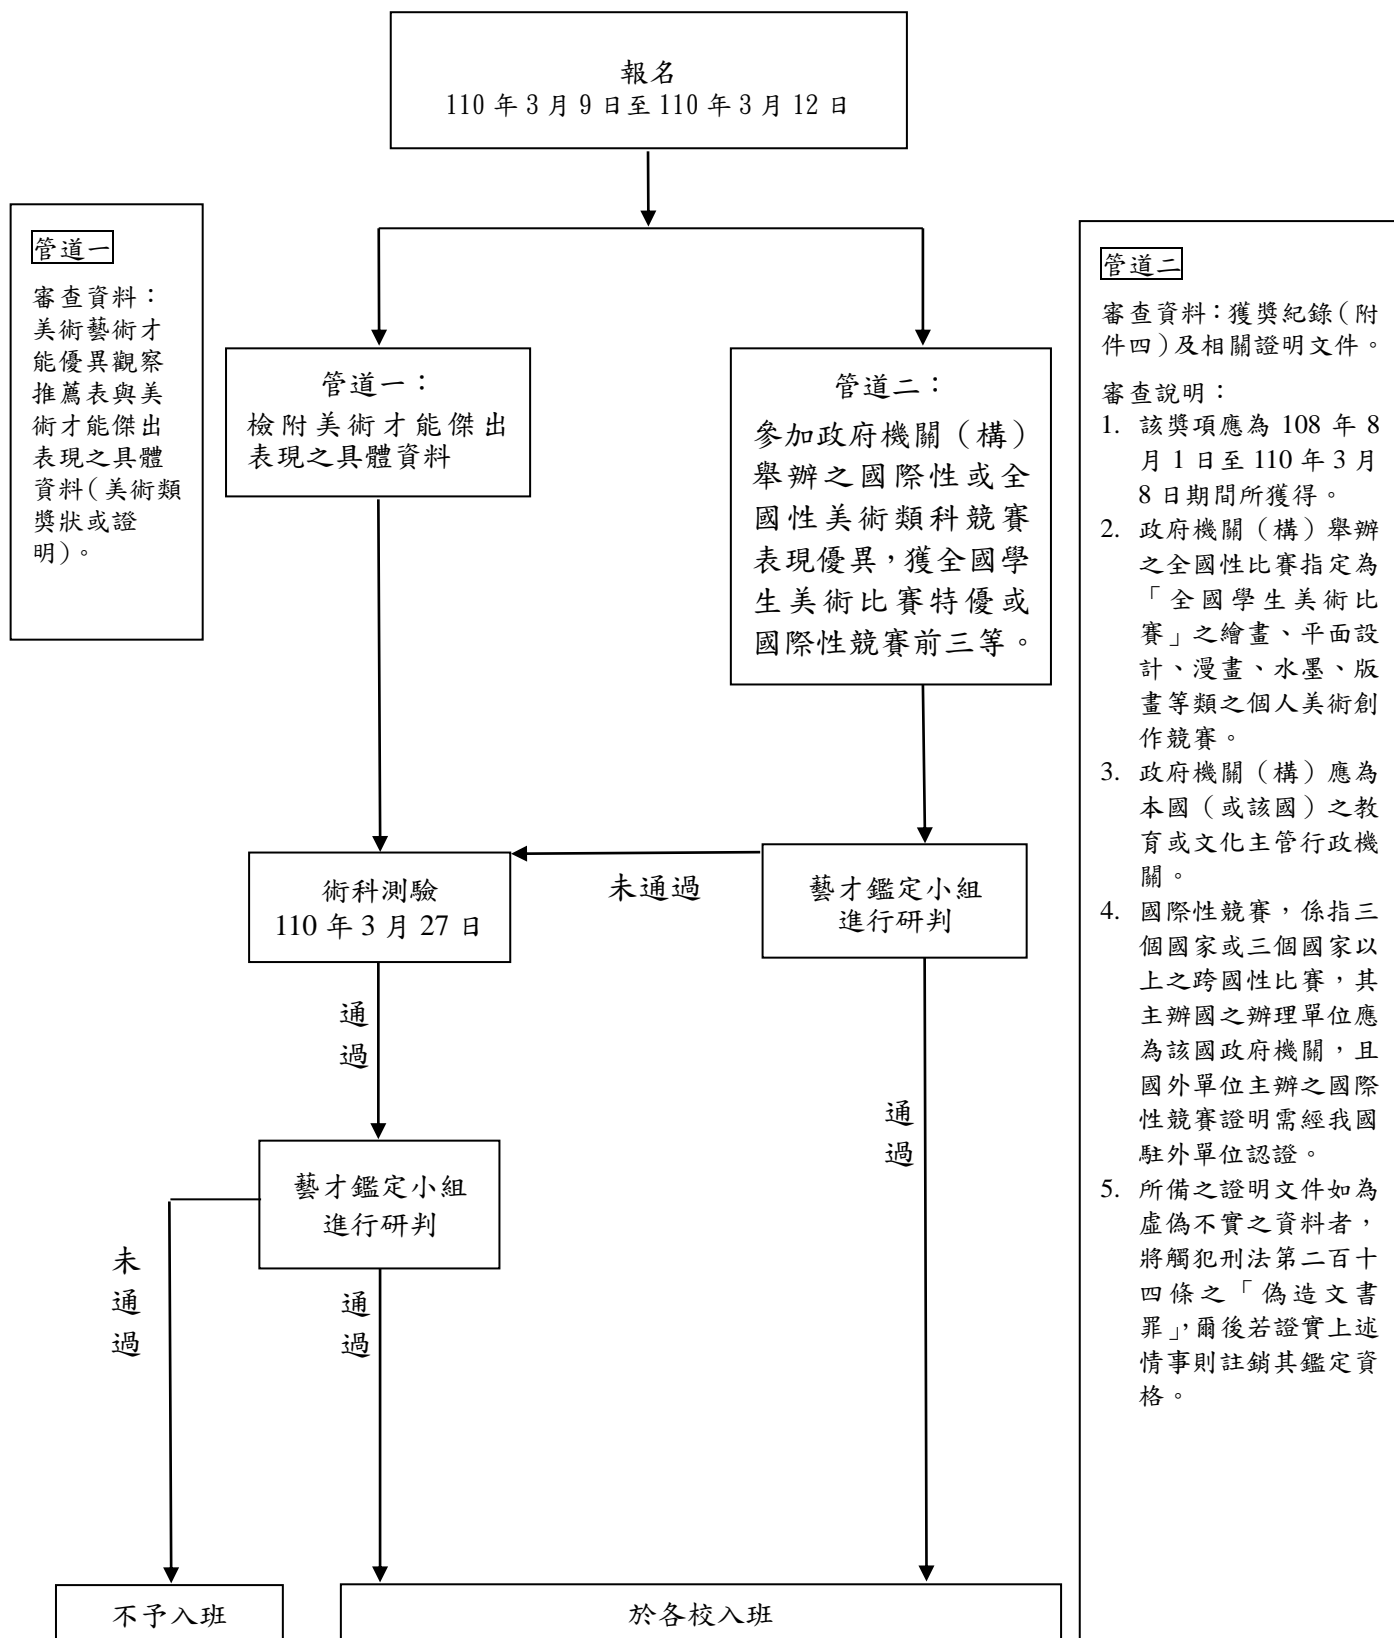 報名
110 年 3 月 9 日至 110 年 3 月 12 日
管道一
審查資料：
美術藝術才
能優異觀察
推薦表與美
術才能傑出
表現之具體
資料（美術類
獎狀或證
明）。
管道一：
檢附美術才能傑出
表現之具體資料
管道二：
參加政府機關（構）
舉辦之國際性或全
國性美術類科競賽
表現優異，獲全國學
生美術比賽特優或
國際性競賽前三等。
管道二
審查資料：獲獎紀錄（附
件四）及相關證明文件。
審查說明：
1. 該獎項應為 108 年 8
月 1 日至 110 年 3 月
8 日期間所獲得。
2. 政府機關（構）舉辦
之全國性比賽指定為
「全國學生美術比
賽」之繪畫、平面設
計、漫畫、水墨、版
畫等類之個人美術創
作競賽。
3. 政府機關（構）應為
本國（或該國）之教
育或文化主管行政機
關。
4. 國際性競賽，係指三
個國家或三個國家以
上之跨國性比賽，其
主辦國之辦理單位應
為該國政府機關，且
國外單位主辦之國際
性競賽證明需經我國
駐外單位認證。
5. 所備之證明文件如為
虛偽不實之資料者，
將觸犯刑法第二百十
四條之「偽造文書
罪」，爾後若證實上述
情事則註銷其鑑定資
格。
術科測驗
110 年 3 月 27 日
未通過
藝才鑑定小組
進行研判
通過
通過
藝才鑑定小組
進行研判
未通過
通過
不予入班
於各校入班